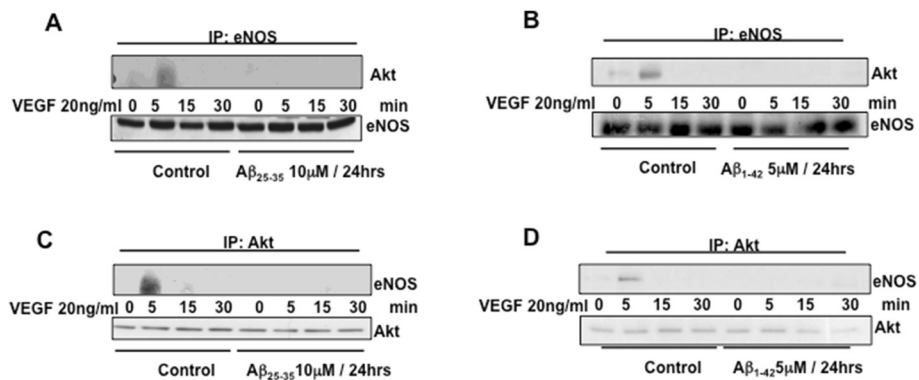 A
IP: eNOS
Akt
VEGF 20ng/ml 0 5 15 30 0 5 15 30 min
eNOS
Control Aβ25-35 10μM / 24hrs
B
IP: eNOS
Akt
VEGF 20ng/ml 0 5 15 30 0 5 15 30 min
eNOS
Control Aβ1-42 5μM / 24hrs
C
IP: Akt
eNOS
VEGF 20ng/ml 0 5 15 30 0 5 15 30 min
Akt
Control Aβ25-35 10μM / 24hrs
D
IP: Akt
eNOS
VEGF 20ng/ml 0 5 15 30 0 5 15 30 min
Akt
Control Aβ1-42 5μM / 24hrs